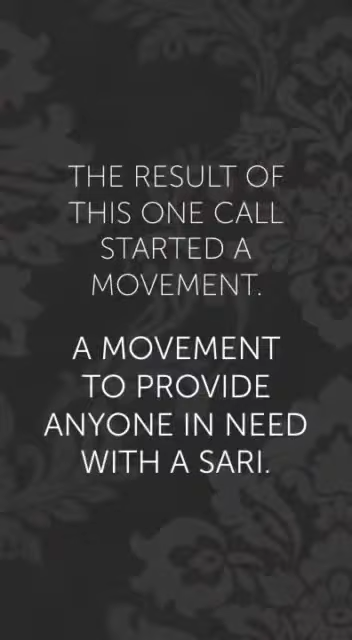 THE RESULT OF
THIS ONE CALL
STARTED A
MOVEMENT.
A MOVEMENT
TO PROVIDE
ANYONE IN NEED
WITH A SARI.